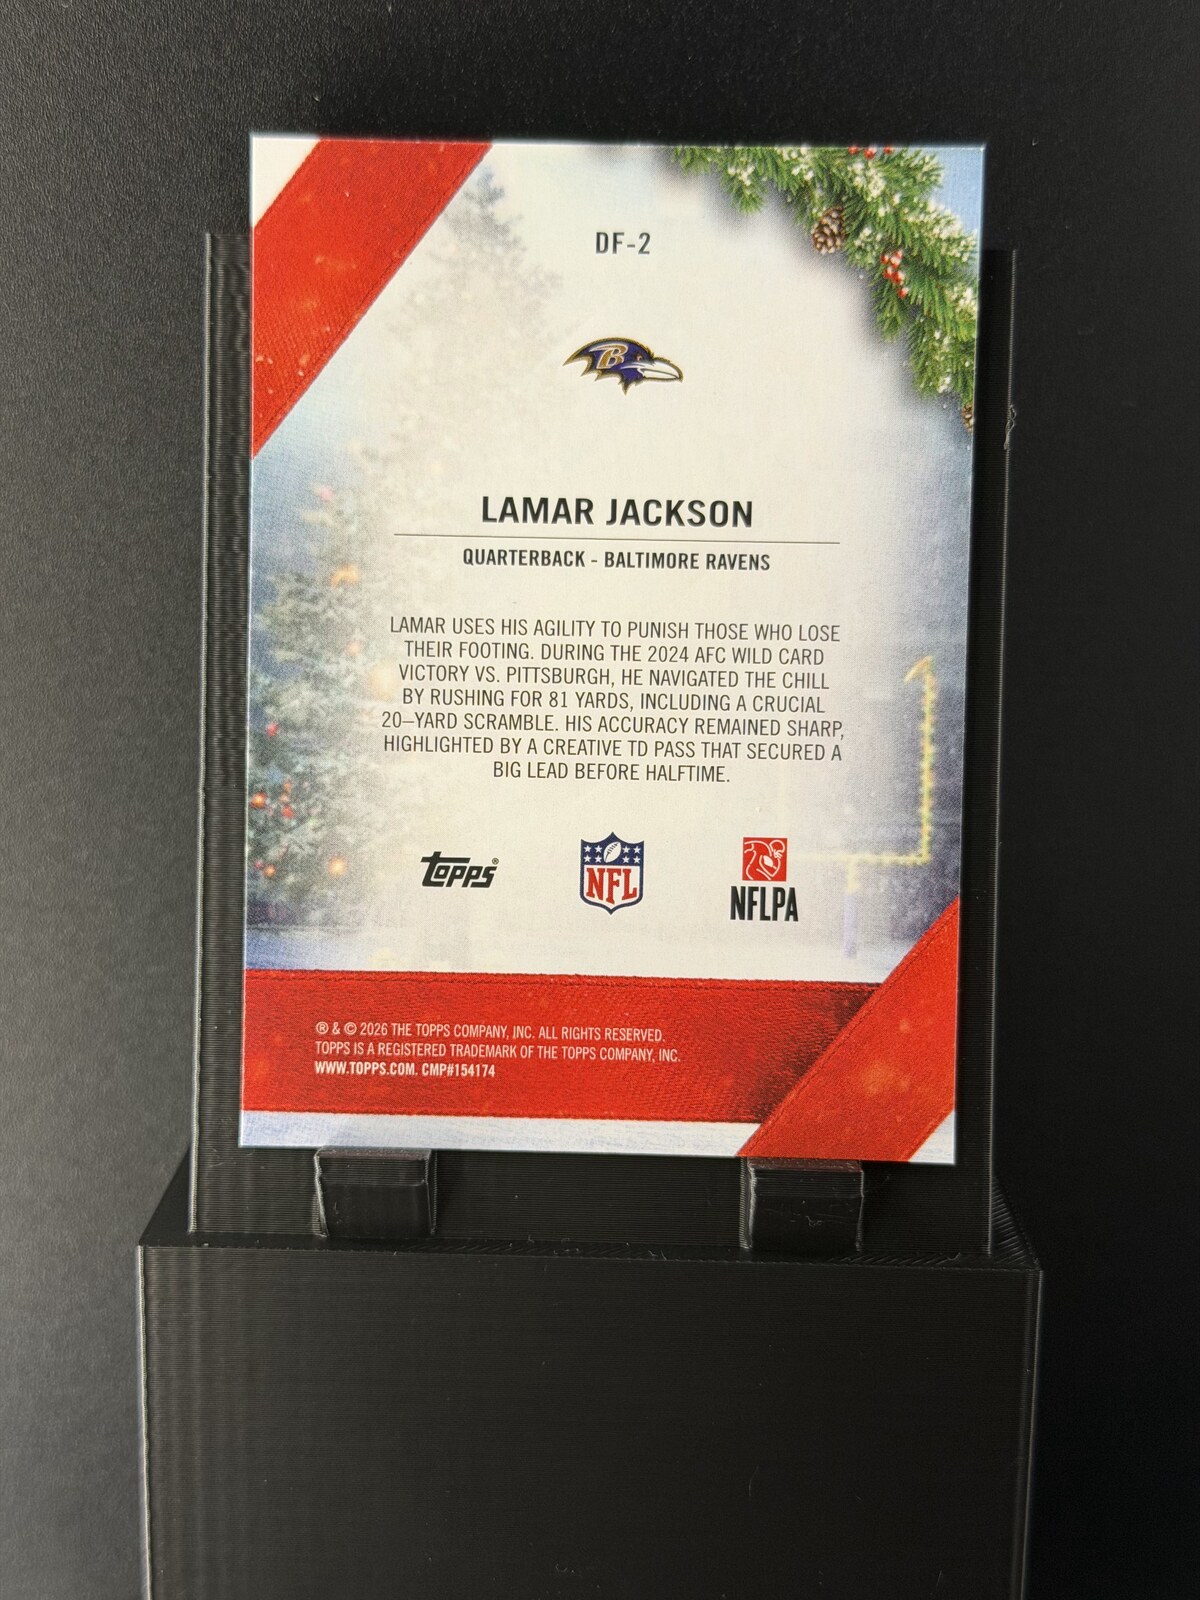 DF-2
B
LAMAR JACKSON
QUARTERBACK - BALTIMORE RAVENS
LAMAR USES HIS AGILITY TO PUNISH THOSE WHO LOSE
THEIR FOOTING. DURING THE 2024 AFC WILD CARD
VICTORY VS. PITTSBURGH, HE NAVIGATED THE CHILL
BY RUSHING FOR 81 YARDS, INCLUDING A CRUCIAL
20–YARD SCRAMBLE. HIS ACCURACY REMAINED SHARP,
HIGHLIGHTED BY A CREATIVE TD PASS THAT SECURED A
BIG LEAD BEFORE HALFTIME.
Topps® NFL NFLPA
® & © 2026 THE TOPPS COMPANY, INC. ALL RIGHTS RESERVED.
TOPPS IS A REGISTERED TRADEMARK OF THE TOPPS COMPANY, INC.
WWW.TOPPS.COM. CMP#154174